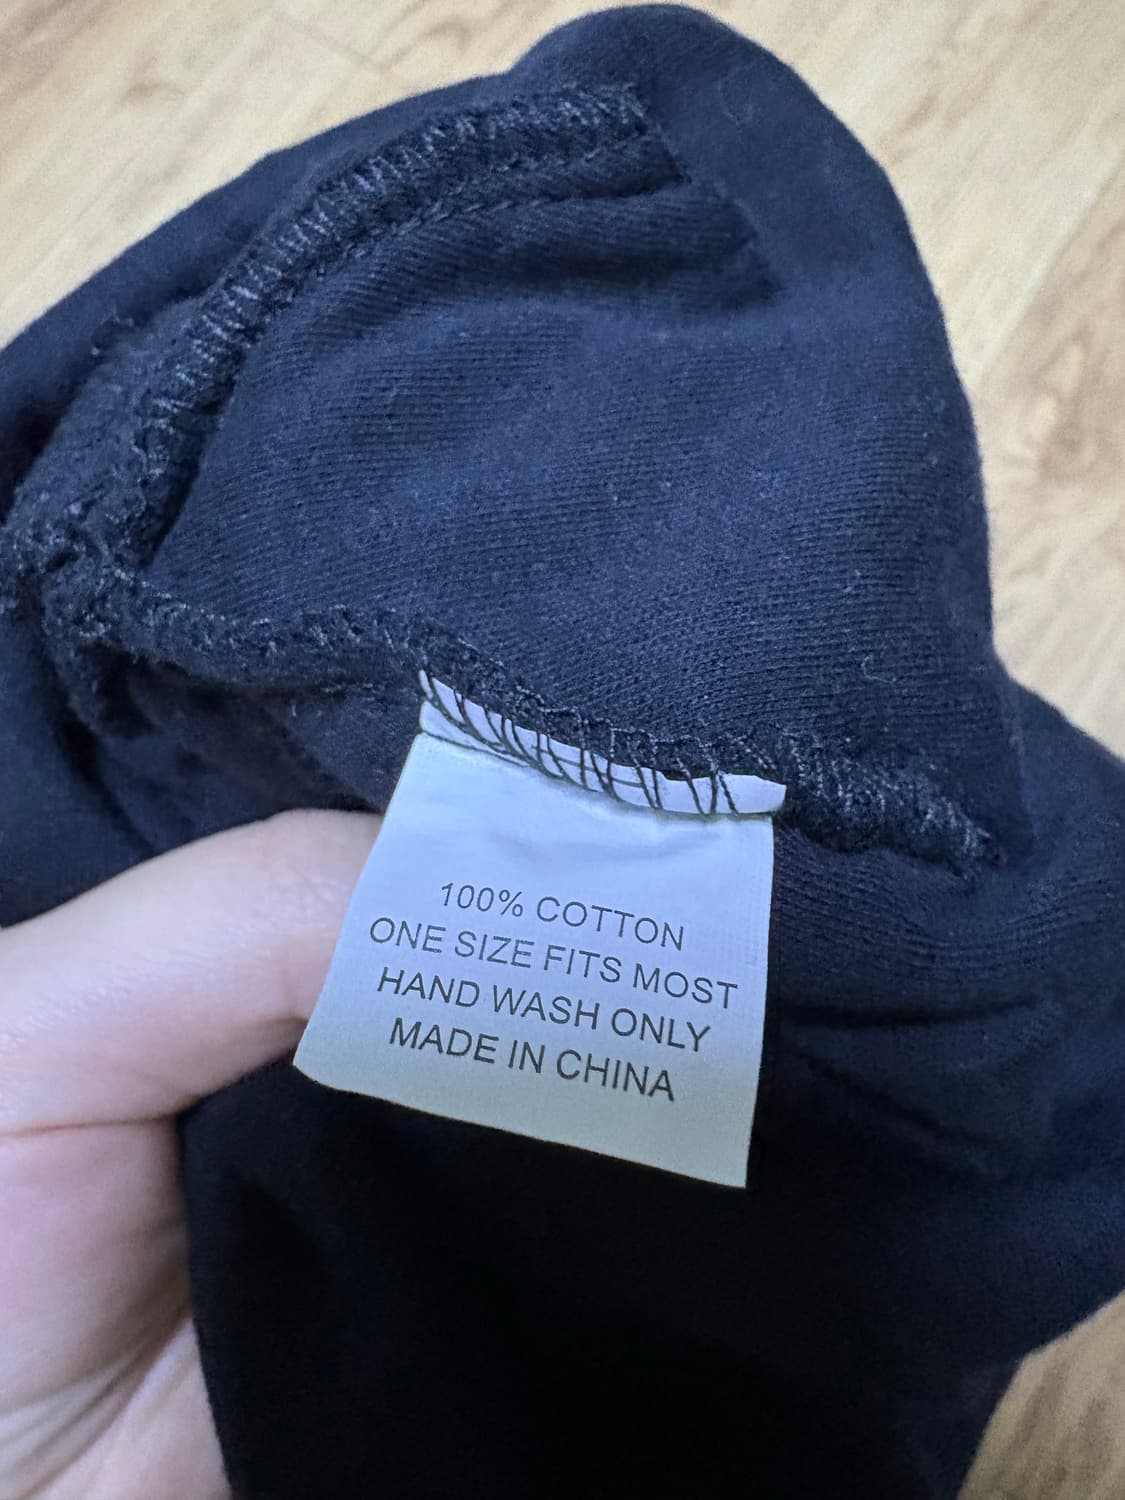 100% COTTON
ONE SIZE FITS MOST
HAND WASH ONLY
MADE IN CHINA